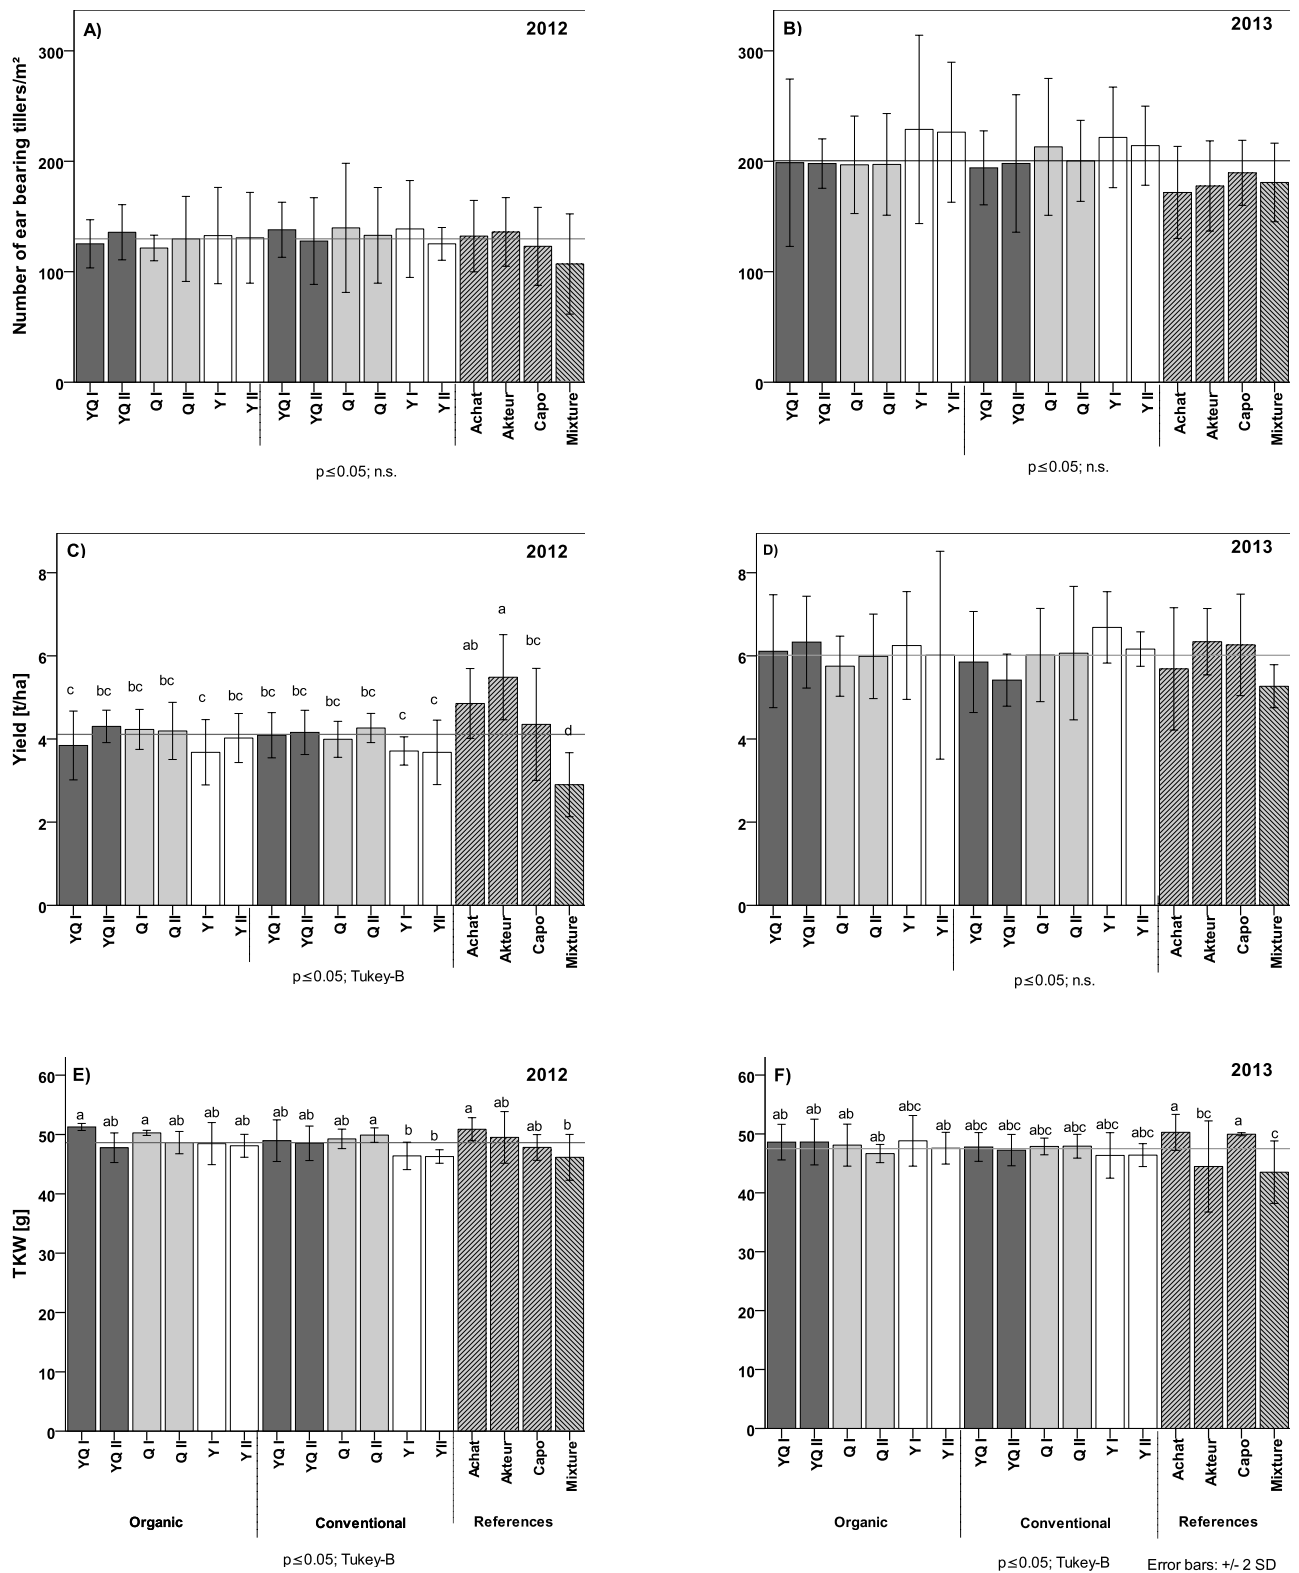 A) 2012
Number of ear bearing tillers/m²
300
200
100
0
YQ I YQ II Q I Q II Y I Y II YQ I YQ II Q I Q II Y I Y II Achat Akteur Capo Mixture
p≤0.05; n.s.
B) 2013
300
200
100
0
YQ I YQ II Q I Q II Y I Y II YQ I YQ II Q I Q II Y I Y II Achat Akteur Capo Mixture
p≤0.05; n.s.
C) 2012
Yield [t/ha]
8
6
4
2
0
c bc bc bc c bc bc bc bc bc c c ab a bc d
YQ I YQ II Q I Q II Y I Y II YQ I YQ II Q I Q II Y I Y II Achat Akteur Capo Mixture
p≤0.05; Tukey-B
D) 2013
8
6
4
2
0
YQ I YQ II Q I Q II Y I Y II YQ I YQ II Q I Q II Y I Y II Achat Akteur Capo Mixture
p≤0.05; n.s.
E) 2012
TKW [g]
60
50
40
30
20
10
0
a ab a ab ab ab ab ab ab a b b a ab ab b
YQ I YQ II Q I Q II Y I Y II YQ I YQ II Q I Q II Y I YII Achat Akteur Capo Mixture
Organic Conventional References
p≤0.05; Tukey-B
F) 2013
60
50
40
30
20
10
0
ab ab ab ab abc ab abc abc abc abc abc abc a bc a c
YQ I YQ II Q I Q II Y I Y II YQ I YQ II Q I Q II Y I Y II Achat Akteur Capo Mixture
Organic Conventional References
p≤0.05; Tukey-B Error bars: +/- 2 SD